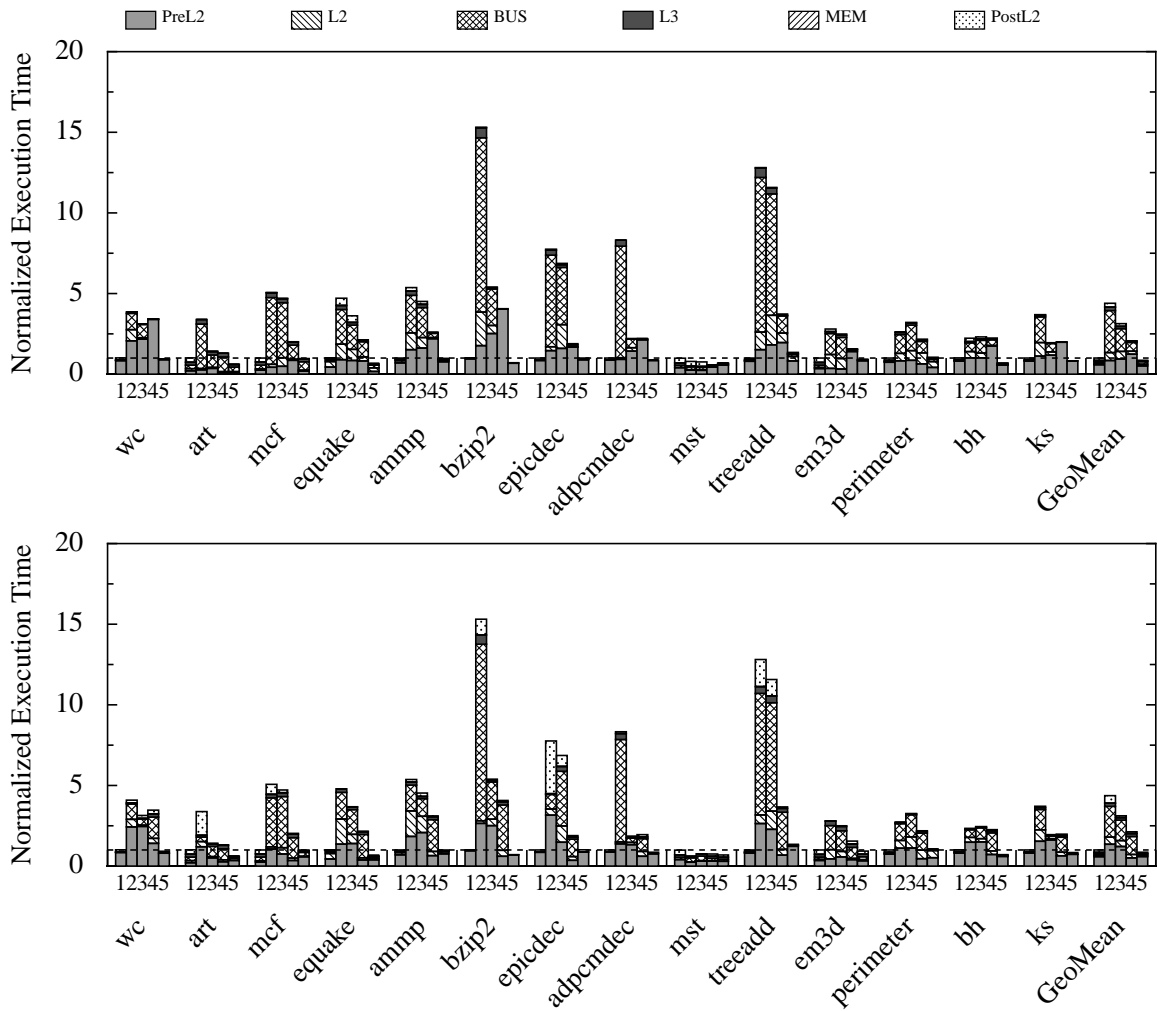 PreL2 L2 BUS L3 MEM PostL2
Normalized Execution Time
20
15
10
5
0
12345 12345 12345 12345 12345 12345 12345 12345 12345 12345 12345 12345 12345 12345 12345
wc art mcf equake ammp bzip2 epicdec adpcmdec mst treeadd em3d perimeter bh ks GeoMean
Normalized Execution Time
20
15
10
5
0
12345 12345 12345 12345 12345 12345 12345 12345 12345 12345 12345 12345 12345 12345 12345
wc art mcf equake ammp bzip2 epicdec adpcmdec mst treeadd em3d perimeter bh ks GeoMean